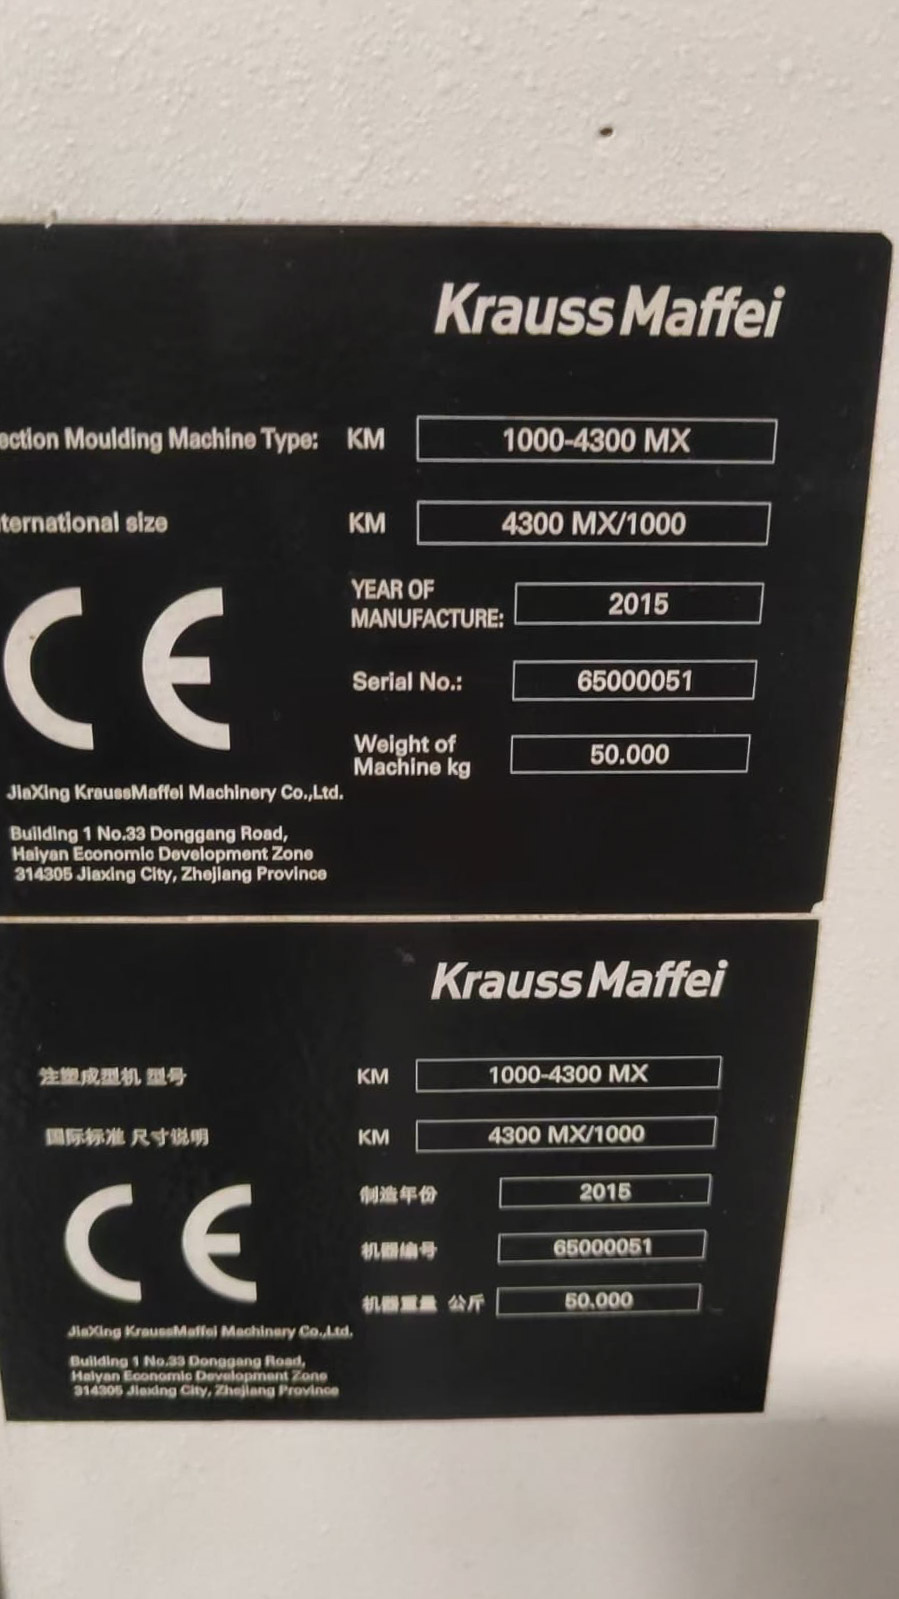 KraussMaffei
ection Moulding Machine Type: KM 1000-4300 MX
ternational size KM 4300 MX/1000
YEAR OF
MANUFACTURE: 2015
Serial No.: 65000051
Weight of
Machine kg 50.000
CE
JiaXing KraussMaffei Machinery Co.,Ltd.
Building 1 No.33 Donggang Road,
Haiyan Economic Development Zone
314305 Jiaxing City, Zhejiang Province
KraussMaffei
注塑成型机 型号 KM 1000-4300 MX
国际标准 尺寸说明 KM 4300 MX/1000
制造年份 2015
机器编号 65000051
机器重量 公斤 50.000
CE
JiaXing KraussMaffei Machinery Co.,Ltd.
Building 1 No.33 Donggang Road,
Haiyan Economic Development Zone
314305 Jiaxing City, Zhejiang Province